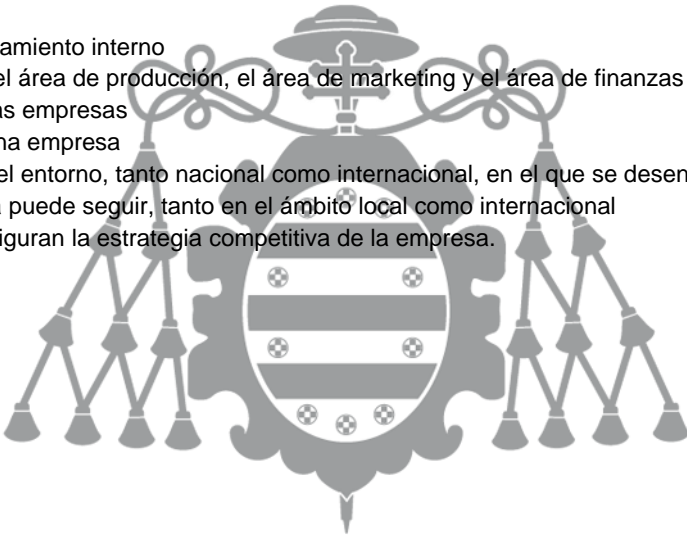 amiento interno
el área de producción, el área de marketing y el área de finanzas
as empresas
na empresa
el entorno, tanto nacional como internacional, en el que se desen
a puede seguir, tanto en el ámbito local como internacional
iguran la estrategia competitiva de la empresa.